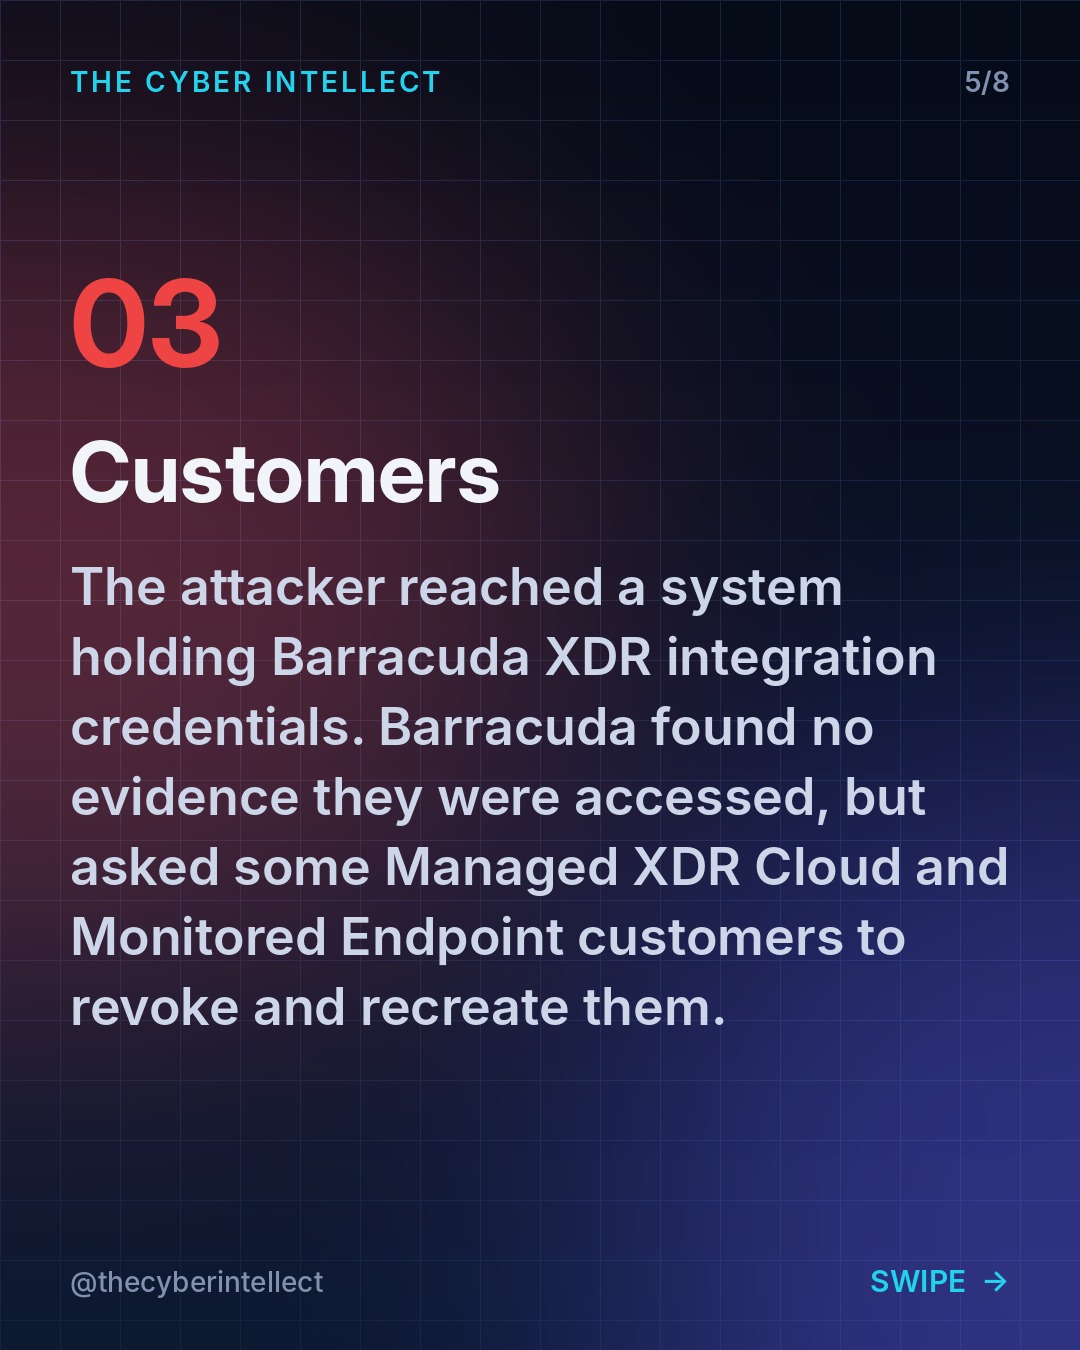 THE CYBER INTELLECT
5/8
03
Customers
The attacker reached a system
holding Barracuda XDR integration
credentials. Barracuda found no
evidence they were accessed, but
asked some Managed XDR Cloud and
Monitored Endpoint customers to
revoke and recreate them.
@thecyberintellect
SWIPE →